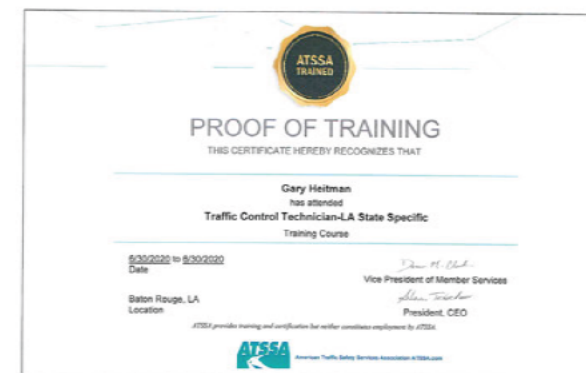 ATSSA
TRAINED
PROOF OF TRAINING
THIS CERTIFICATE HEREBY RECOGNIZES THAT
Gary Heitman
has attended
Traffic Control Technician-LA State Specific
Training Course
6/30/2020 to 6/30/2020
Date
Vice President of Member Services
Baton Rouge, LA
Location
President, CEO
ATSSA provides training and certification but neither constitutes employment by ATSSA.
ATSSA
American Traffic Safety Services Association ATSSA.com